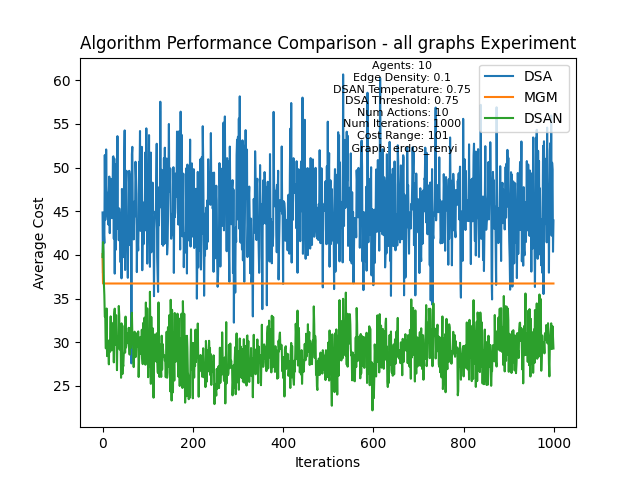 Algorithm Performance Comparison - all graphs Experiment
Agents: 10
Edge Density: 0.1
DSAN Temperature: 0.75
DSA Threshold: 0.75
Num Actions: 10
Num Iterations: 1000
Cost Range: 101
Graph: erdos_renyi
DSA
MGM
DSAN
60
55
50
45
40
35
30
25
Average Cost
0
200
400
600
800
1000
Iterations